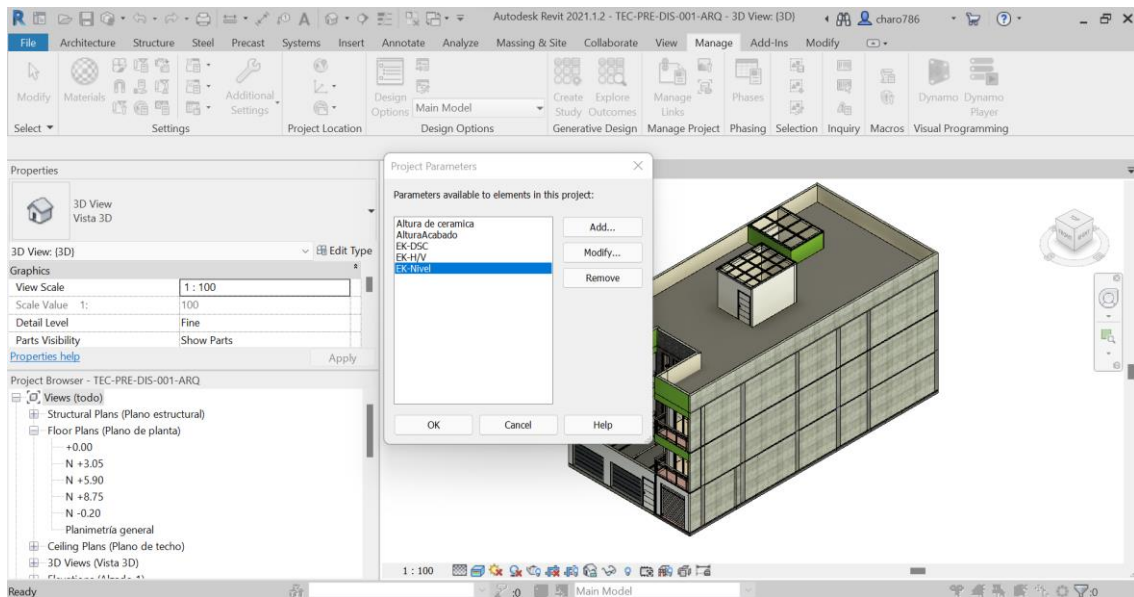 Autodesk Revit 2021.1.2 - TEC-PRE-DIS-001-ARQ - 3D View: {3D}
charo786
File Architecture Structure Steel Precast Systems Insert Annotate Analyze Massing & Site Collaborate View Manage Add-Ins Modify
Modify
Materials
Additional
Settings
Design
Options
Main Model
Create
Study
Explore
Outcomes
Manage
Links
Phases
Dynamo
Dynamo
Player
Select
Settings
Project Location
Design Options
Generative Design
Manage Project
Phasing
Selection
Inquiry
Macros
Visual Programming
Properties
3D View
Vista 3D
3D View: {3D}
Edit Type
Graphics
View Scale 1 : 100
Scale Value 1: 100
Detail Level Fine
Parts Visibility Show Parts
Properties help
Apply
Project Browser - TEC-PRE-DIS-001-ARQ
Views (todo)
Structural Plans (Plano estructural)
Floor Plans (Plano de planta)
+0.00
N +3.05
N +5.90
N +8.75
N -0.20
Planimetría general
Ceiling Plans (Plano de techo)
3D Views (Vista 3D)
Project Parameters
Parameters available to elements in this project:
Altura de ceramica
AlturaAcabado
EK-DSC
EK-H/V
EK-Nivel
Add...
Modify...
Remove
OK
Cancel
Help
1 : 100
Ready
:0
Main Model
:0